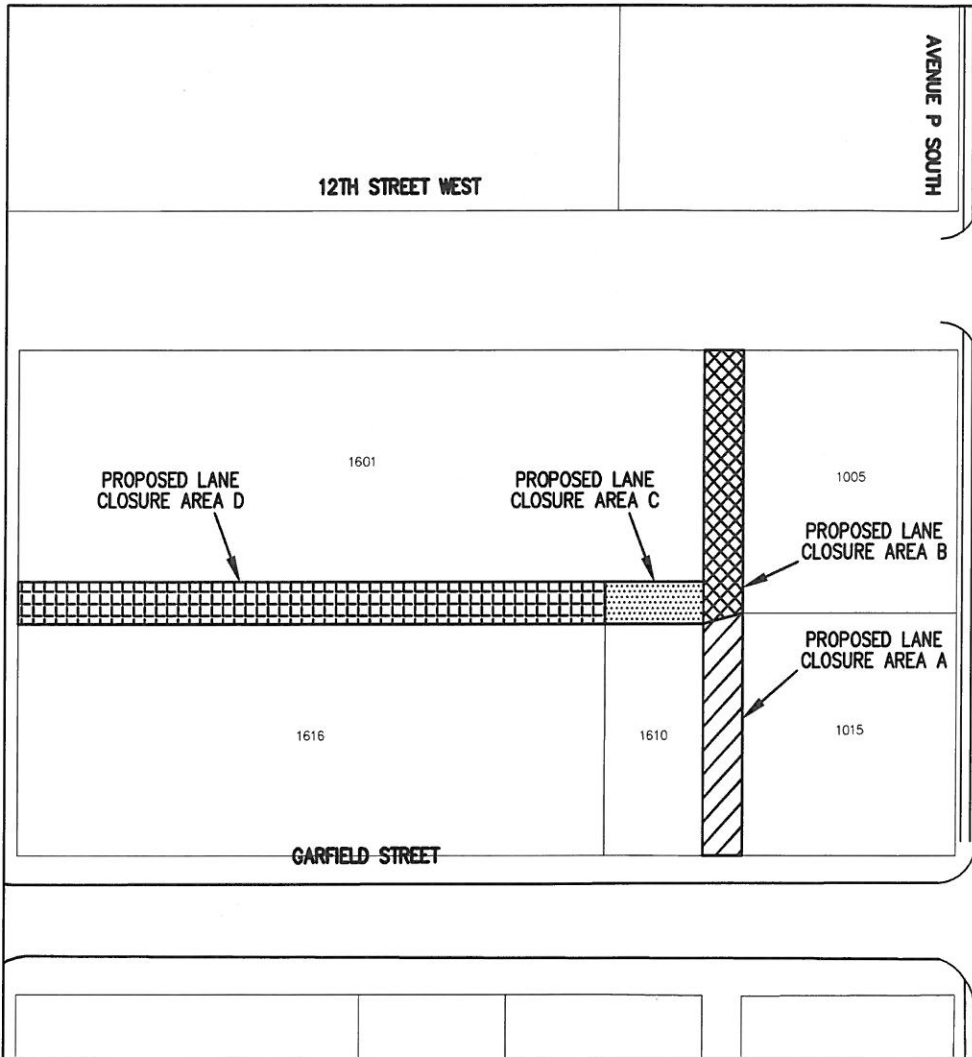 AVENUE P SOUTH
12TH STREET WEST
1601
PROPOSED LANE
CLOSURE AREA D
PROPOSED LANE
CLOSURE AREA C
1005
PROPOSED LANE
CLOSURE AREA B
PROPOSED LANE
CLOSURE AREA A
1616
1610
1015
GARFIELD STREET